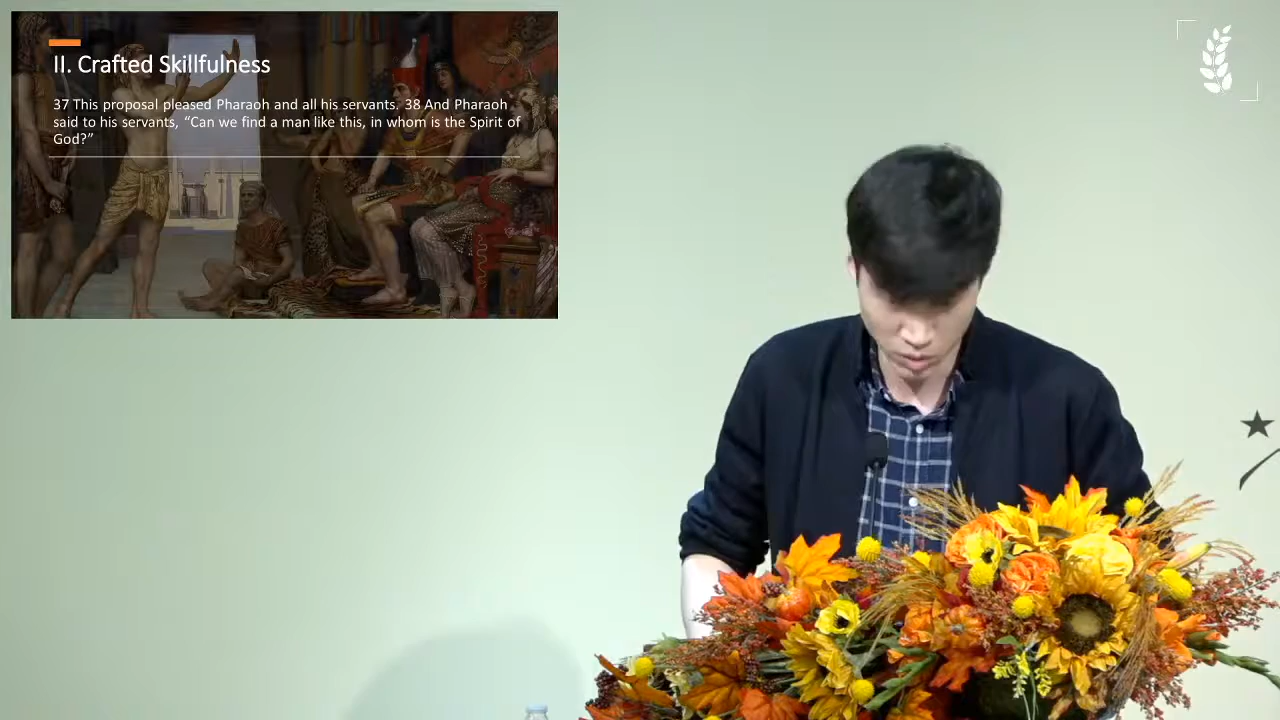 II. Crafted Skillfulness
37 This proposal pleased Pharaoh and all his servants. 38 And Pharaoh
said to his servants, “Can we find a man like this, in whom is the Spirit of
God?”